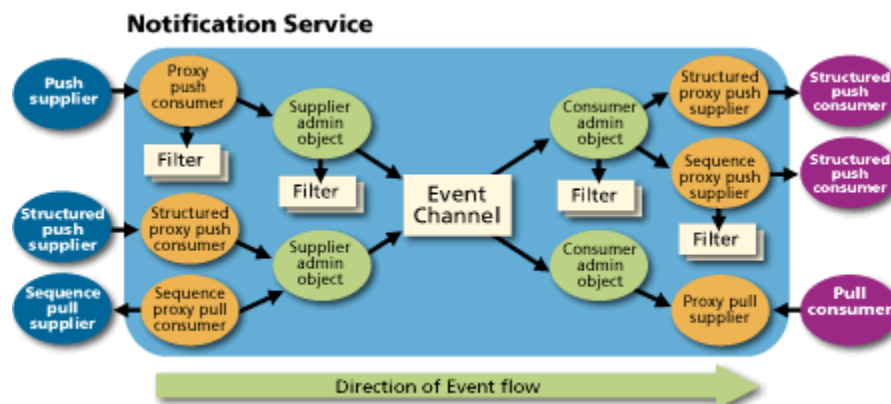 Notification Service
Push
supplier
Proxy
push
consumer
Filter
Supplier
admin
object
Filter
Structured
push
supplier
Structured
proxy push
consumer
Sequence
pull
supplier
Sequence
proxy pull
consumer
Supplier
admin
object
Event
Channel
Consumer
admin
object
Filter
Consumer
admin
object
Structured
proxy push
supplier
Sequence
proxy push
supplier
Filter
Proxy pull
supplier
Structured
push
consumer
Structured
push
consumer
Pull
consumer
Direction of Event flow